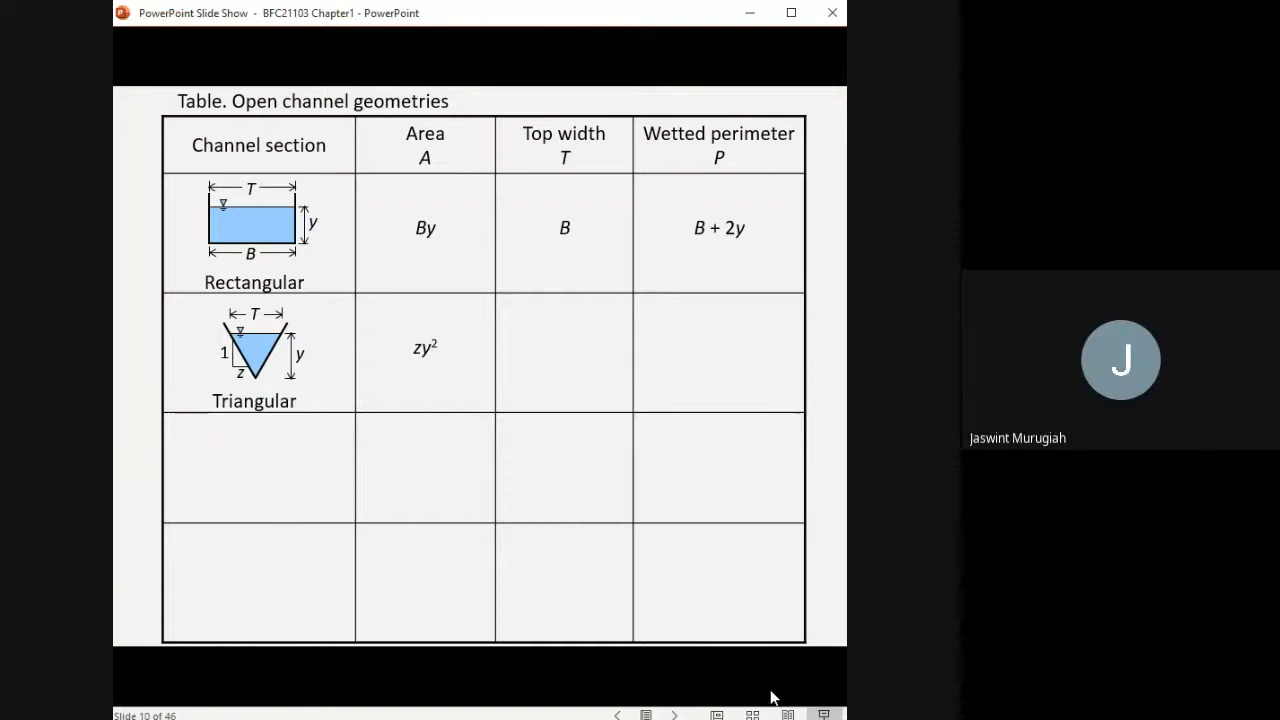 PowerPoint Slide Show - BFC21103 Chapter1 - PowerPoint
Table. Open channel geometries
Channel section
Area
A
Top width
T
Wetted perimeter
P
T
y
B
Rectangular
By
B
B + 2y
T
1
z
y
Triangular
zy²
J
Jaswint Murugiah
Slide 10 of 46